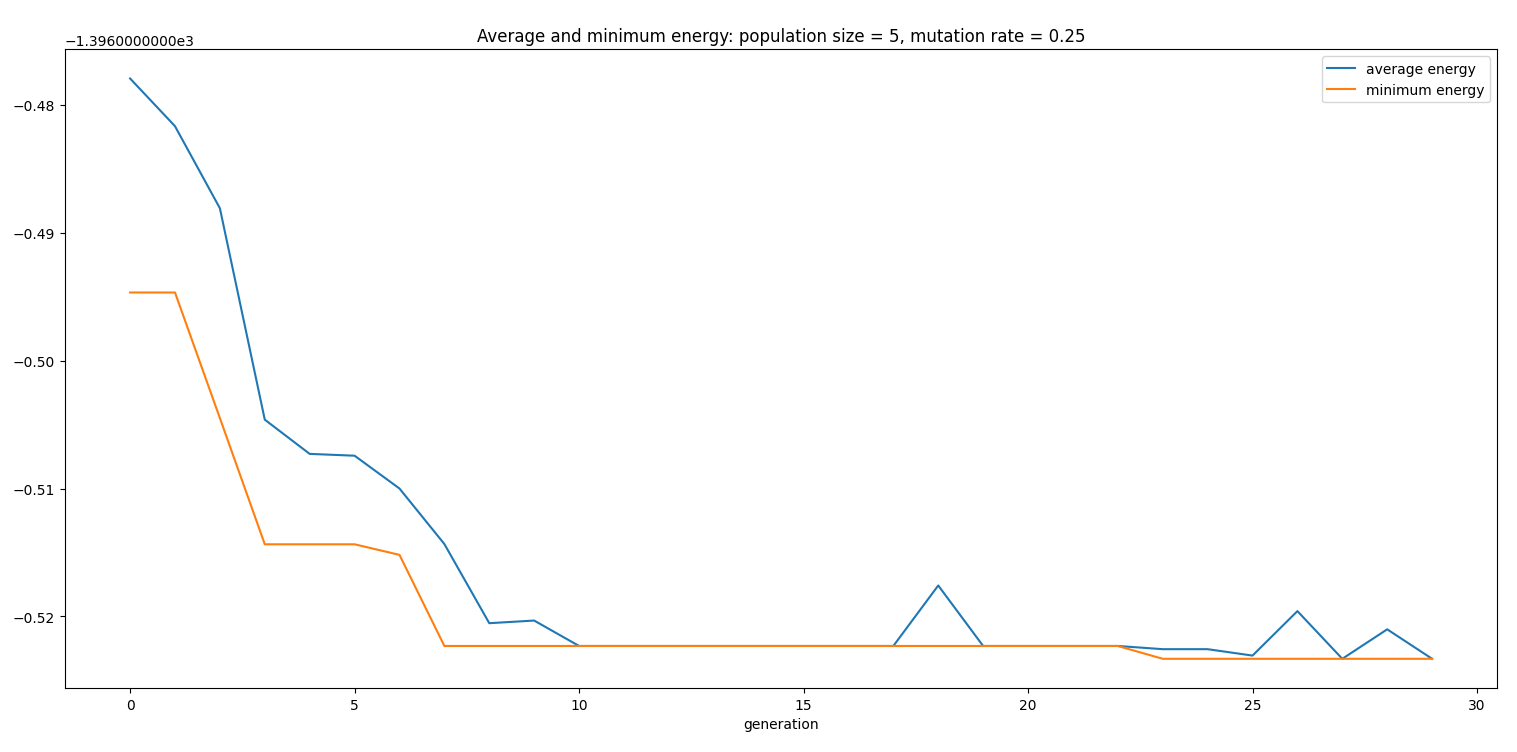 Average and minimum energy: population size = 5, mutation rate = 0.25
−1.3960000000e3
average energy
minimum energy
−0.48
−0.49
−0.50
−0.51
−0.52
0 5 10 15 20 25 30
generation